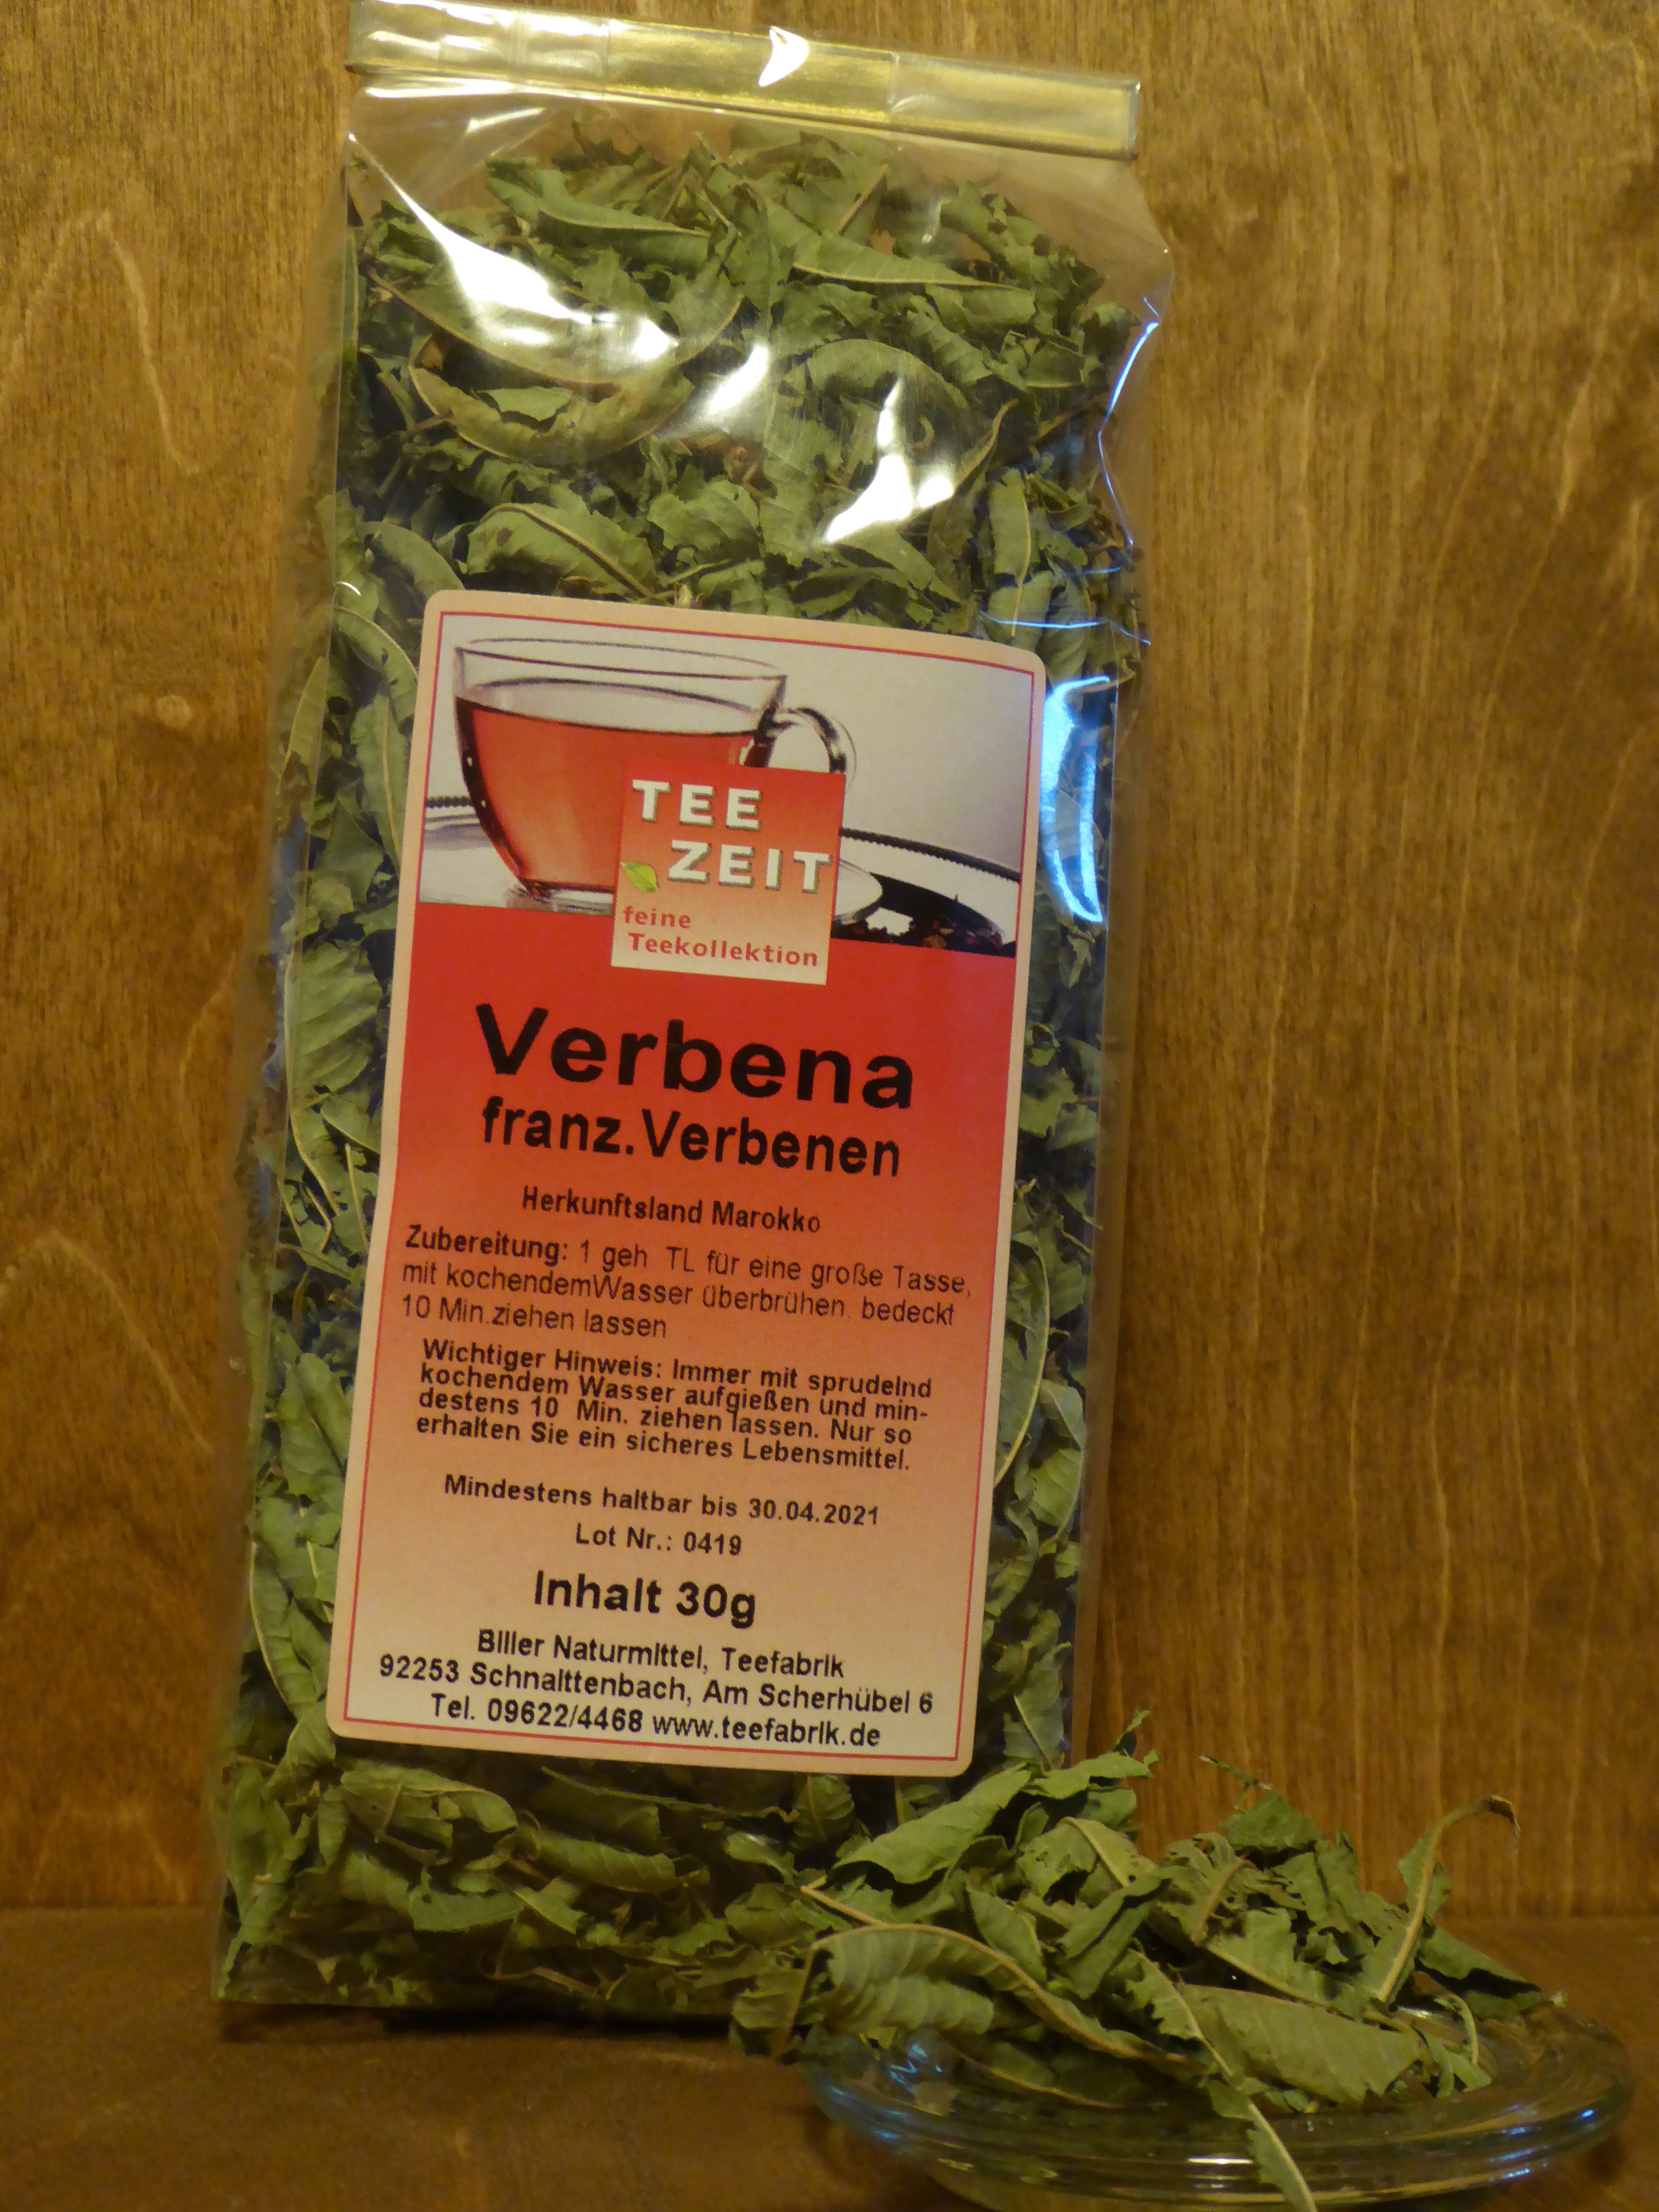 TEE
ZEIT
feine
Teekollektion
Verbena
franz.Verbenen
Herkunftsland Marokko
Zubereitung: 1 geh TL für eine große Tasse,
mit kochendemWasser überbrühen, bedeckt
10 Min.ziehen lassen
Wichtiger Hinweis: Immer mit sprudelnd
kochendem Wasser aufgießen und min-
destens 10 Min. ziehen lassen. Nur so
erhalten Sie ein sicheres Lebensmittel.
Mindestens haltbar bis 30.04.2021
Lot Nr.: 0419
Inhalt 30g
Biller Naturmittel, Teefabrik
92253 Schnaittenbach, Am Scherhübel 6
Tel. 09622/4468 www.teefabrik.de